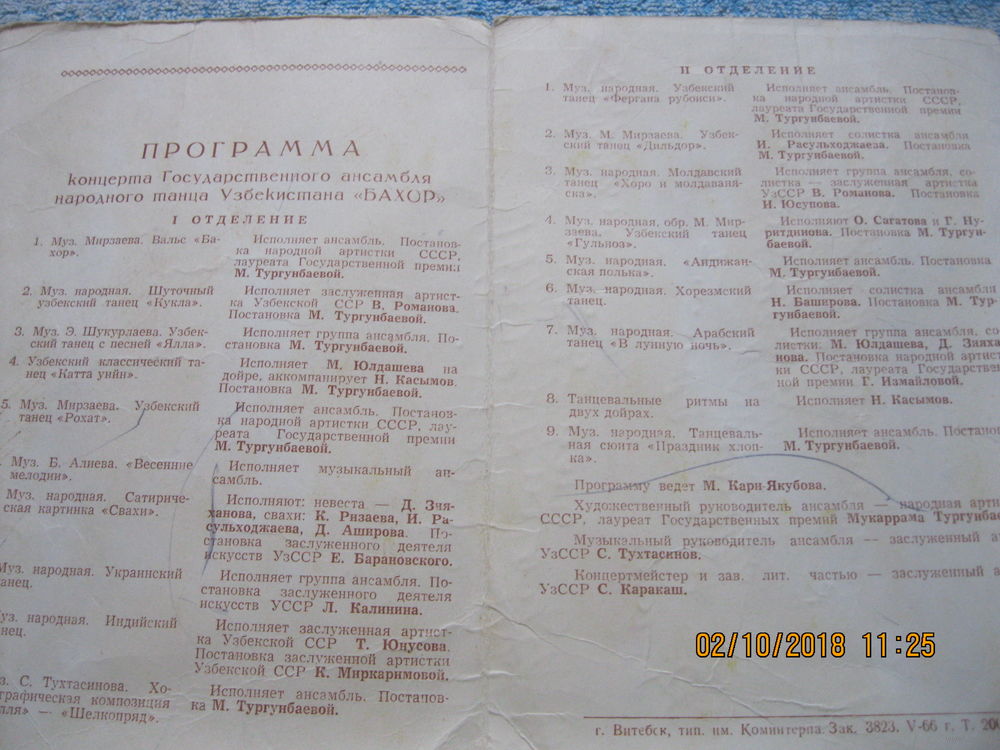 ПРОГРАММА
концерта Государственного ансамбля
народного танца Узбекистана «БАХОР»
I ОТДЕЛЕНИЕ
1. Муз. Мирзаева. Вальс «Ба-
хор».
Исполняет ансамбль. Постанов-
ка народной артистки СССР,
лауреата Государственной премии
М. Тургунбаевой.
2. Муз. народная. Шуточный
узбекский танец «Кукла».
Исполняет заслуженная артист-
ка Узбекской ССР В. Романова.
Постановка М. Тургунбаевой.
3. Муз. Э. Шукурлаева. Узбек-
ский танец с песней «Ялла».
Исполняет группа ансамбля. По-
становка М. Тургунбаевой.
4. Узбекский классический та-
нец «Катта уйин».
Исполняет М. Юлдашева на
дойре, аккомпанирует Н. Касымов.
Постановка М. Тургунбаевой.
5. Муз. Мирзаева. Узбекский
танец «Рохат».
Исполняет ансамбль. Постанов-
ка народной артистки СССР, лау-
реата Государственной премии
М. Тургунбаевой.
Муз. Б. Алиева. «Весенние
мелодии».
Исполняет музыкальный ан-
самбль.
Муз. народная. Сатириче-
ская картинка «Свахи».
Исполняют: невеста — Д. Зия-
ханова, свахи: К. Ризаева, И. Ра-
сульходжаева, Д. Аширова. По-
становка заслуженного деятеля
искусств УзССР Е. Барановского.
Муз. народная. Украинский
танец.
Исполняет группа ансамбля. По-
становка заслуженного деятеля
искусств УССР Л. Калинина.
уз. народная. Индийский
нец.
Исполняет заслуженная артист-
ка Узбекской ССР Т. Юнусова.
Постановка заслуженной артистки
Узбекской ССР К. Миркаримовой.
з. С. Тухтасинова. Хо-
графическая композиция
лля» — «Шелкопряд».
Исполняет ансамбль. Постанов-
ка М. Тургунбаевой.
II ОТДЕЛЕНИЕ
1. Муз. народная. Узбекский
танец «Фергана рубоиси».
Исполняет ансамбль. Постанов-
ка народной артистки СССР,
лауреата Государственной премии
М. Тургунбаевой.
2. Муз. М. Мирзаева. Узбек-
ский танец «Дильдор».
Исполняет солистка ансамбля
И. Расульходжаева. Постановка
М. Тургунбаевой.
3. Муз. народная. Молдавский
танец «Хоро и молдаваня-
ска».
Исполняет группа ансамбля, со-
листка — заслуженная артистка
УзССР В. Романова. Постановка
И. Юсупова.
4. Муз. народная, обр. М. Мир-
заева. Узбекский танец
«Гульноз».
Исполняют О. Сагатова и Г. Ну-
ритдинова. Постановка М. Тургун-
баевой.
5. Муз. народная. «Андижан-
ская полька».
Исполняет ансамбль. Постановка
М. Тургунбаевой.
6. Муз. народная. Хорезмский
танец.
Исполняет солистка ансамбля
Н. Баширова. Постановка М. Тур-
гунбаевой.
7. Муз. народная. Арабский
танец «В лунную ночь».
Исполняет группа ансамбля, со-
листки: М. Юлдашева, Д. Зияха
нова. Постановка народной артист
ки СССР, лауреата Государствен
ной премии Г. Измайловой.
8. Танцевальные ритмы на
двух дойрах.
Исполняет Н. Касымов.
9. Муз. народная. Танцеваль-
ная сюита «Праздник хлоп-
ка».
Исполняет ансамбль. Постанов
М. Тургунбаевой.
Программу ведет М. Кари-Якубова.
Художественный руководитель ансамбля — народная арти
СССР, лауреат Государственных премий Мукаррама Тургунбае
Музыкальный руководитель ансамбля — заслуженный а
УзССР С. Тухтасинов.
Концертмейстер и зав. лит. частью — заслуженный а
УзССР С. Каракаш.
г. Витебск, тип. им. Коминтерна Зак. 3823. V-66 г. Т. 200
02/10/2018 11:25